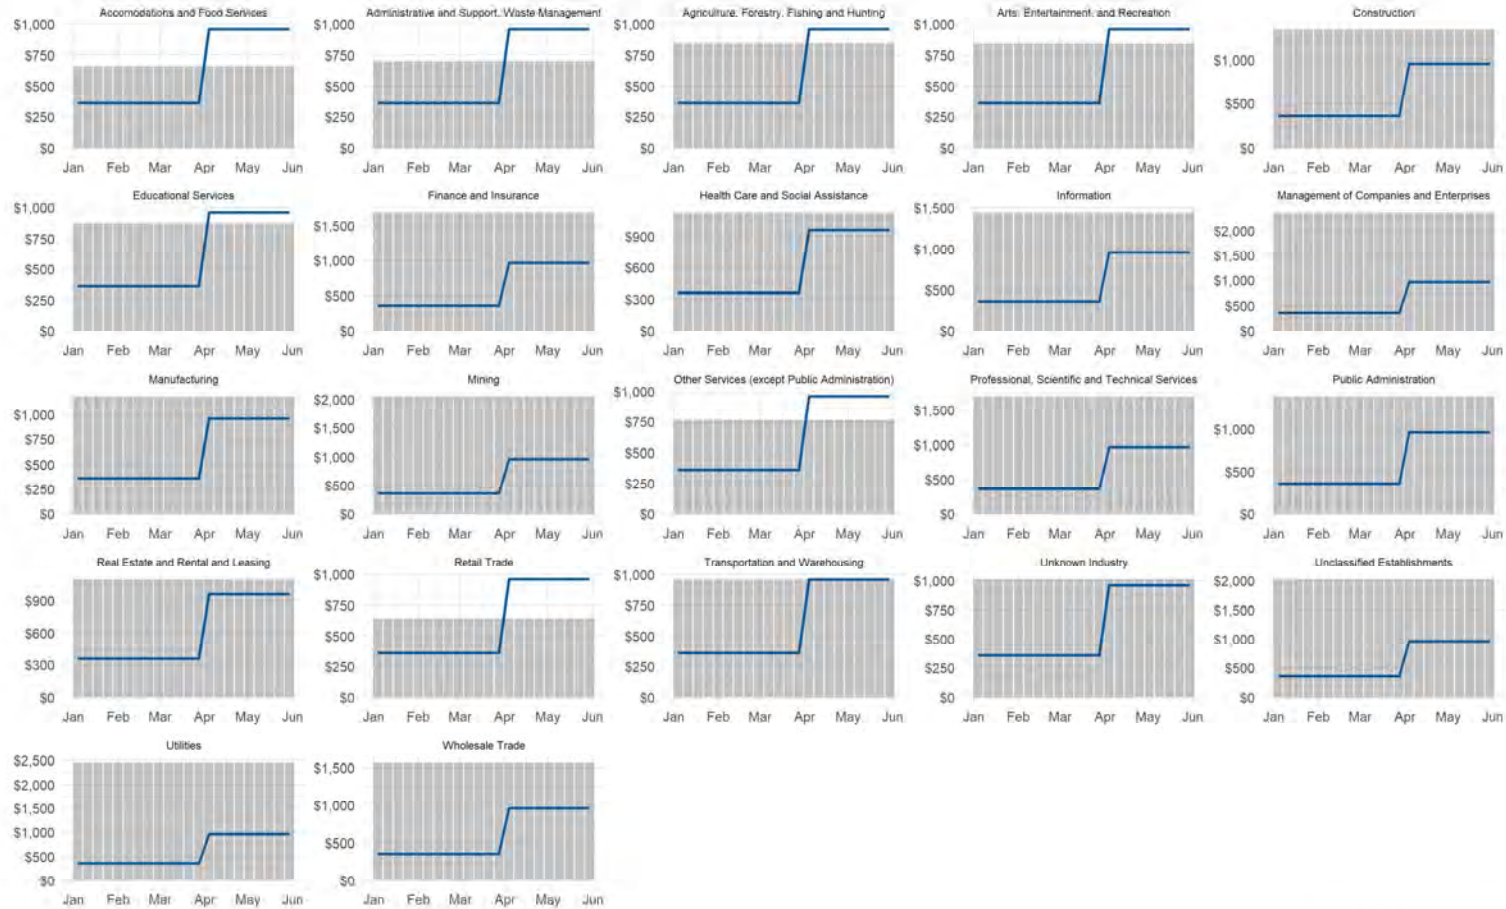 Accomodations and Food Services
$1,000
$750
$500
$250
$0
Jan Feb Mar Apr May Jun
Administrative and Support, Waste Management
$1,000
$750
$500
$250
$0
Jan Feb Mar Apr May Jun
Agriculture, Forestry, Fishing and Hunting
$1,000
$750
$500
$250
$0
Jan Feb Mar Apr May Jun
Arts, Entertainment, and Recreation
$1,000
$750
$500
$250
$0
Jan Feb Mar Apr May Jun
Construction
$1,000
$500
$0
Jan Feb Mar Apr May Jun
Educational Services
$1,000
$750
$500
$250
$0
Jan Feb Mar Apr May Jun
Finance and Insurance
$1,500
$1,000
$500
$0
Jan Feb Mar Apr May Jun
Health Care and Social Assistance
$900
$600
$300
$0
Jan Feb Mar Apr May Jun
Information
$1,500
$1,000
$500
$0
Jan Feb Mar Apr May Jun
Management of Companies and Enterprises
$2,000
$1,500
$1,000
$500
$0
Jan Feb Mar Apr May Jun
Manufacturing
$1,000
$750
$500
$250
$0
Jan Feb Mar Apr May Jun
Mining
$2,000
$1,500
$1,000
$500
$0
Jan Feb Mar Apr May Jun
Other Services (except Public Administration)
$1,000
$750
$500
$250
$0
Jan Feb Mar Apr May Jun
Professional, Scientific and Technical Services
$1,500
$1,000
$500
$0
Jan Feb Mar Apr May Jun
Public Administration
$1,000
$500
$0
Jan Feb Mar Apr May Jun
Real Estate and Rental and Leasing
$900
$600
$300
$0
Jan Feb Mar Apr May Jun
Retail Trade
$1,000
$750
$500
$250
$0
Jan Feb Mar Apr May Jun
Transportation and Warehousing
$1,000
$750
$500
$250
$0
Jan Feb Mar Apr May Jun
Unknown Industry
$1,000
$750
$500
$250
$0
Jan Feb Mar Apr May Jun
Unclassified Establishments
$2,000
$1,500
$1,000
$500
$0
Jan Feb Mar Apr May Jun
Utilities
$2,500
$2,000
$1,500
$1,000
$500
$0
Jan Feb Mar Apr May Jun
Wholesale Trade
$1,500
$1,000
$500
$0
Jan Feb Mar Apr May Jun